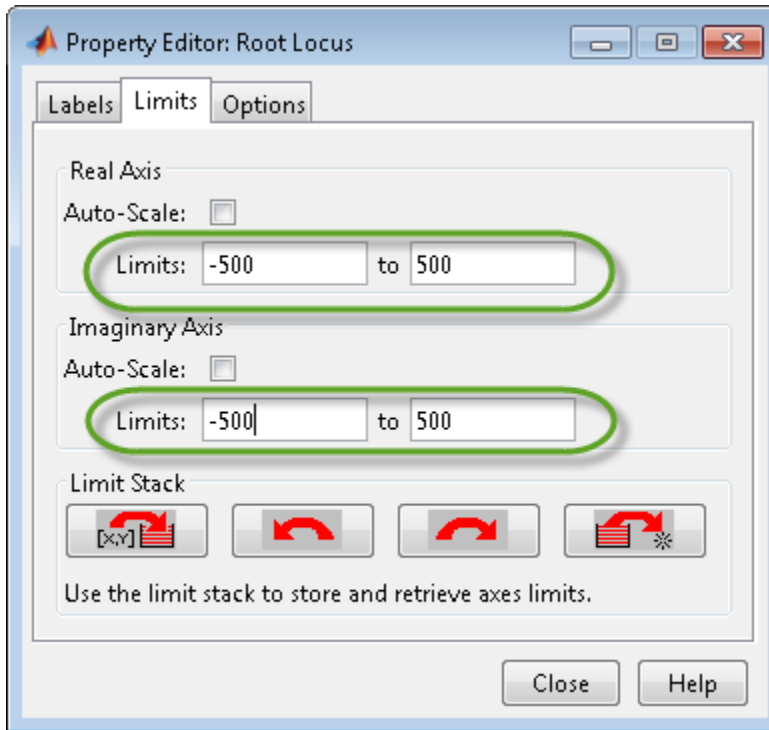 Property Editor: Root Locus
Labels Limits Options
Real Axis
Auto-Scale:
Limits: -500 to 500
Imaginary Axis
Auto-Scale:
Limits: -500 to 500
Limit Stack
[X,Y]
Use the limit stack to store and retrieve axes limits.
Close Help